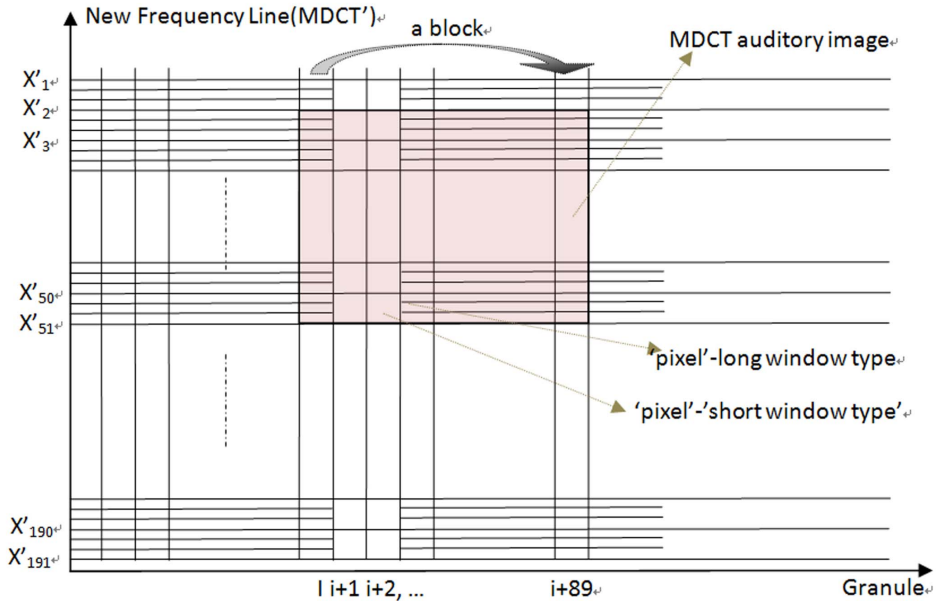 New Frequency Line(MDCT')↵
a block↵
MDCT auditory image↵
X'1↵
X'2↵
X'3↵
X'50↵
X'51↵
'pixel'-long window type↵
'pixel'-'short window type'↵
X'190↵
X'191↵
I i+1 i+2, ... i+89↵ Granule↵